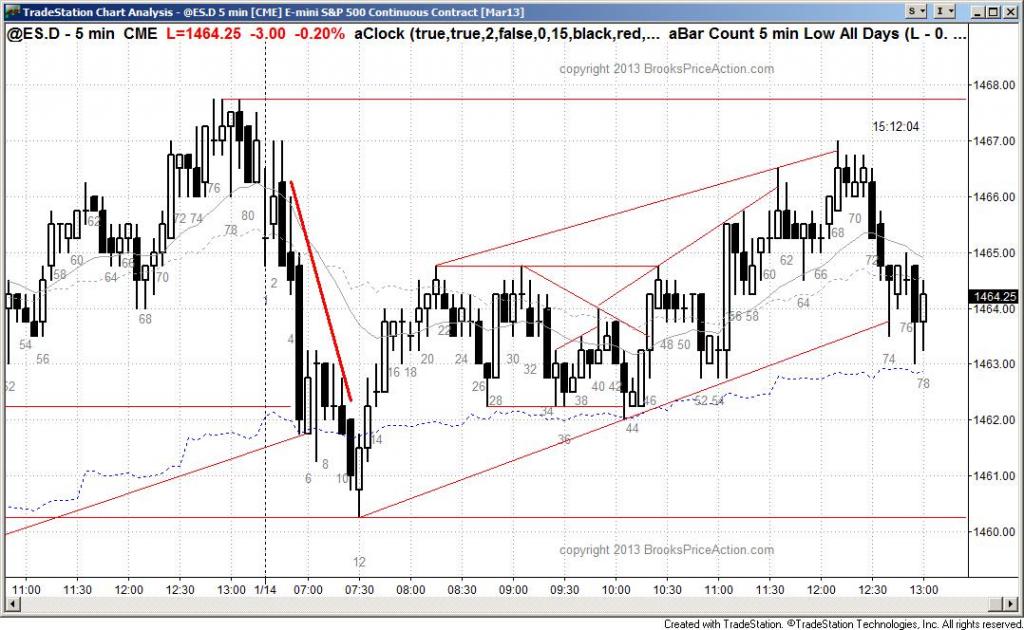 TradeStation Chart Analysis - @ES.D 5 min [CME] E-mini S&P 500 Continuous Contract [Mar13]
S I
@ES.D - 5 min CME L=1464.25 -3.00 -0.20% aClock (true,true,2,false,0,15,black,red,... aBar Count 5 min Low All Days (L - 0. ...
copyright 2013 BrooksPriceAction.com
1468.00
15:12:04
1467.00
76
1466.00
62 72 74 80 70
78 68
60 66 1465.00
58 64 70 72 60 62 66
2 1464.25
68 64 1464.00
54 4 22 56 58 76
56 20 24 30 48 50 74
16 18 32 1463.00
52 26 28 38 40 42 46 52 54 78
34 44 1462.00
14 36
8 1461.00
6 10
1460.00
copyright 2013 BrooksPriceAction.com
12
11:00 11:30 12:00 12:30 13:00 1/14 07:00 07:30 08:00 08:30 09:00 09:30 10:00 10:30 11:00 11:30 12:00 12:30 13:00
Created with TradeStation. ©TradeStation Technologies, Inc. All rights reserved.